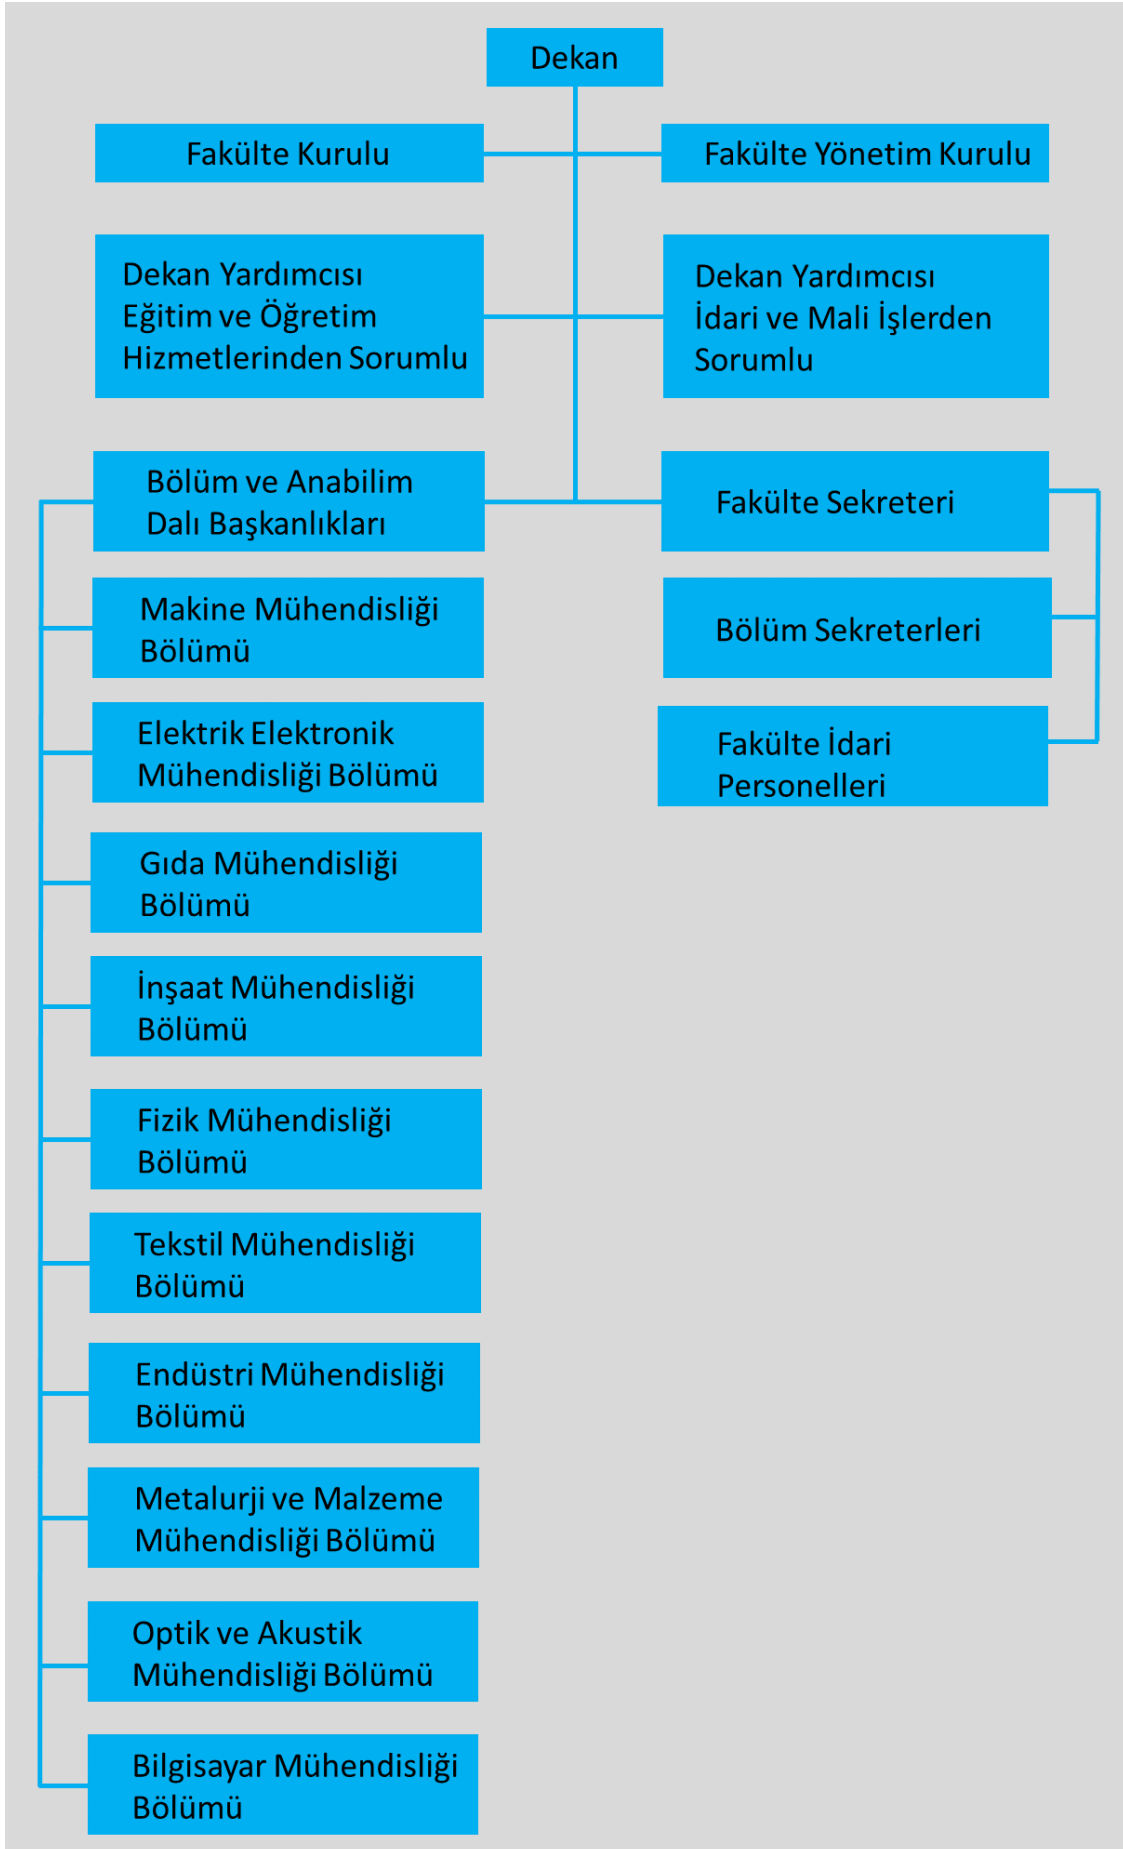 Dekan
Fakülte Kurulu
Fakülte Yönetim Kurulu
Dekan Yardımcısı
Eğitim ve Öğretim
Hizmetlerinden Sorumlu
Dekan Yardımcısı
İdari ve Mali İşlerden
Sorumlu
Bölüm ve Anabilim
Dalı Başkanlıkları
Fakülte Sekreteri
Makine Mühendisliği
Bölümü
Bölüm Sekreterleri
Elektrik Elektronik
Mühendisliği Bölümü
Fakülte İdari
Personelleri
Gıda Mühendisliği
Bölümü
İnşaat Mühendisliği
Bölümü
Fizik Mühendisliği
Bölümü
Tekstil Mühendisliği
Bölümü
Endüstri Mühendisliği
Bölümü
Metalurji ve Malzeme
Mühendisliği Bölümü
Optik ve Akustik
Mühendisliği Bölümü
Bilgisayar Mühendisliği
Bölümü